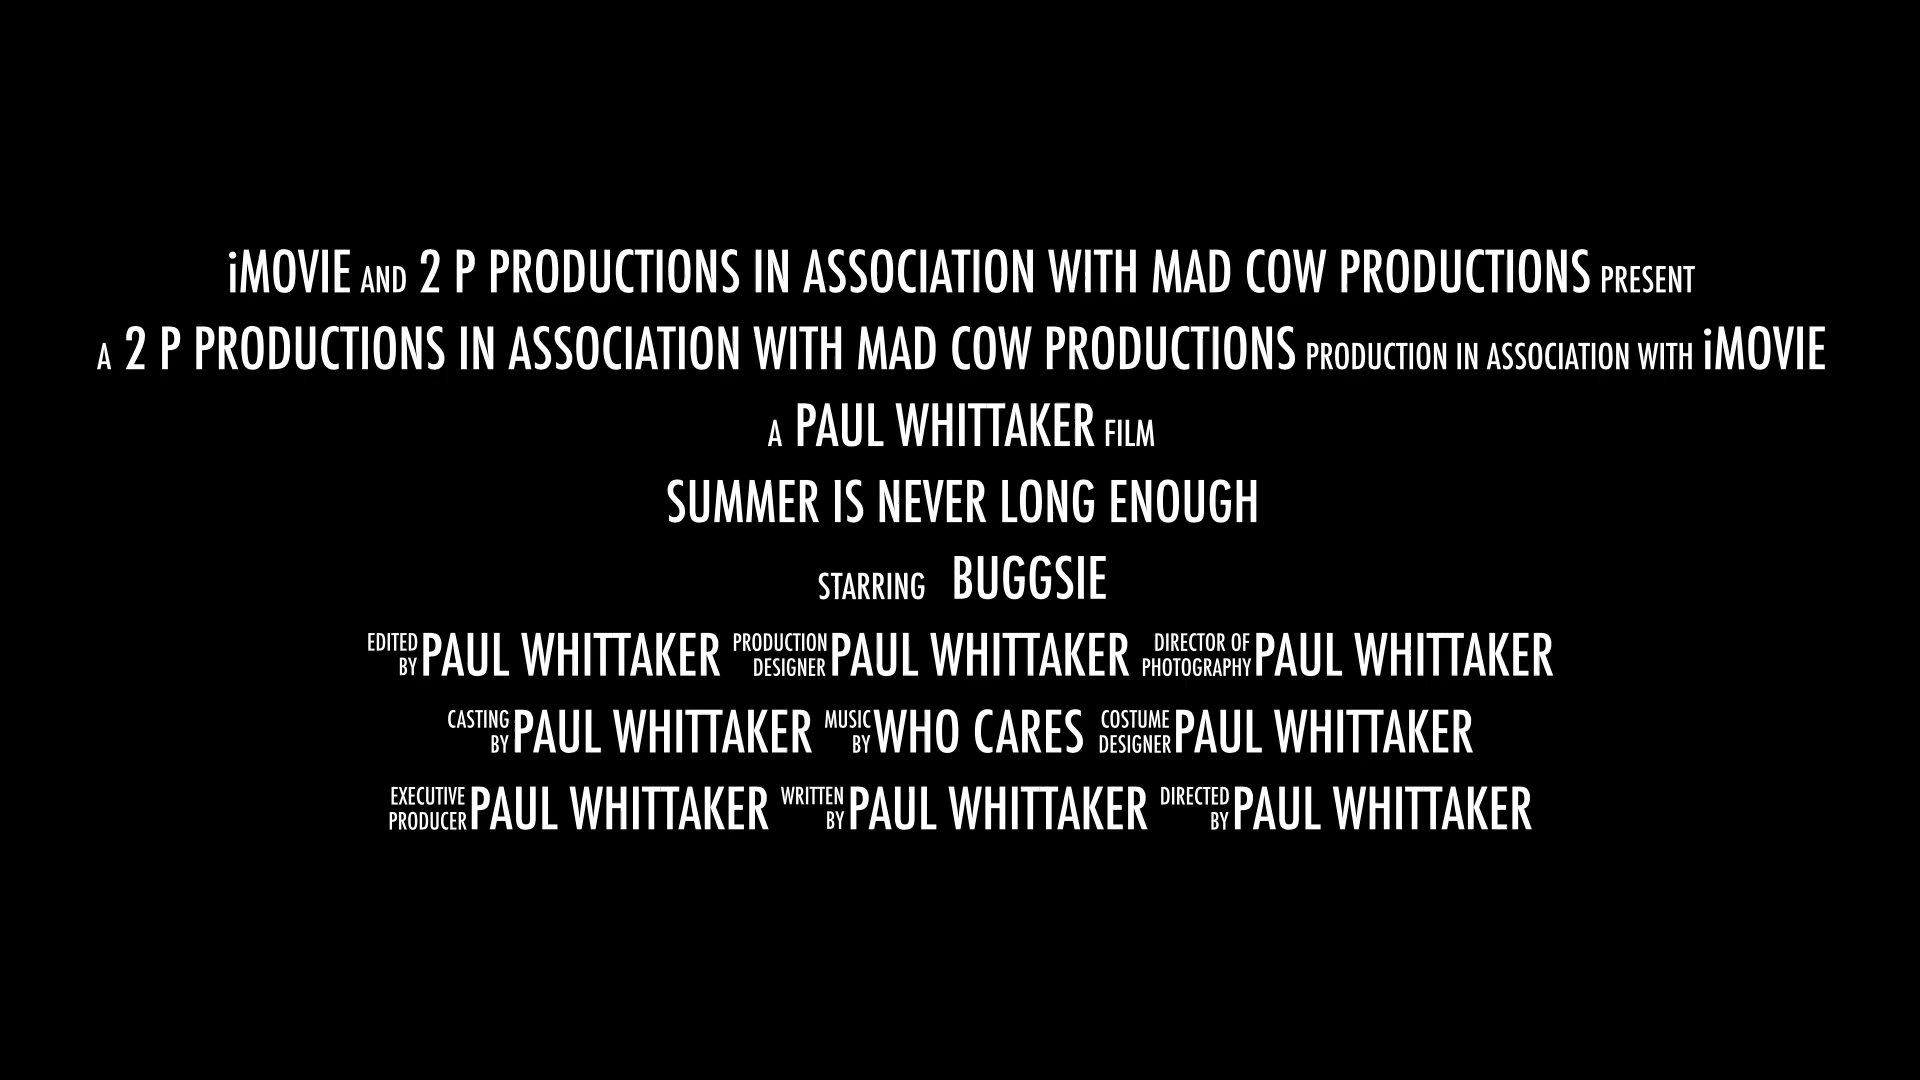 iMOVIE AND 2 P PRODUCTIONS IN ASSOCIATION WITH MAD COW PRODUCTIONS PRESENT
A 2 P PRODUCTIONS IN ASSOCIATION WITH MAD COW PRODUCTIONS PRODUCTION IN ASSOCIATION WITH iMOVIE
A PAUL WHITTAKER FILM
SUMMER IS NEVER LONG ENOUGH
STARRING BUGGSIE
EDITED BY PAUL WHITTAKER PRODUCTION DESIGNER PAUL WHITTAKER DIRECTOR OF PHOTOGRAPHY PAUL WHITTAKER
CASTING BY PAUL WHITTAKER MUSIC BY WHO CARES COSTUME DESIGNER PAUL WHITTAKER
EXECUTIVE PRODUCER PAUL WHITTAKER WRITTEN BY PAUL WHITTAKER DIRECTED BY PAUL WHITTAKER